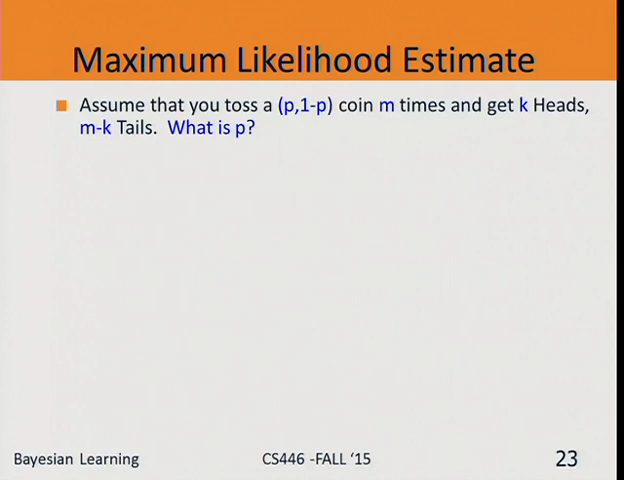 Maximum Likelihood Estimate
Assume that you toss a (p,1-p) coin m times and get k Heads,
m-k Tails. What is p?
Bayesian Learning
CS446 -FALL ‘15
23